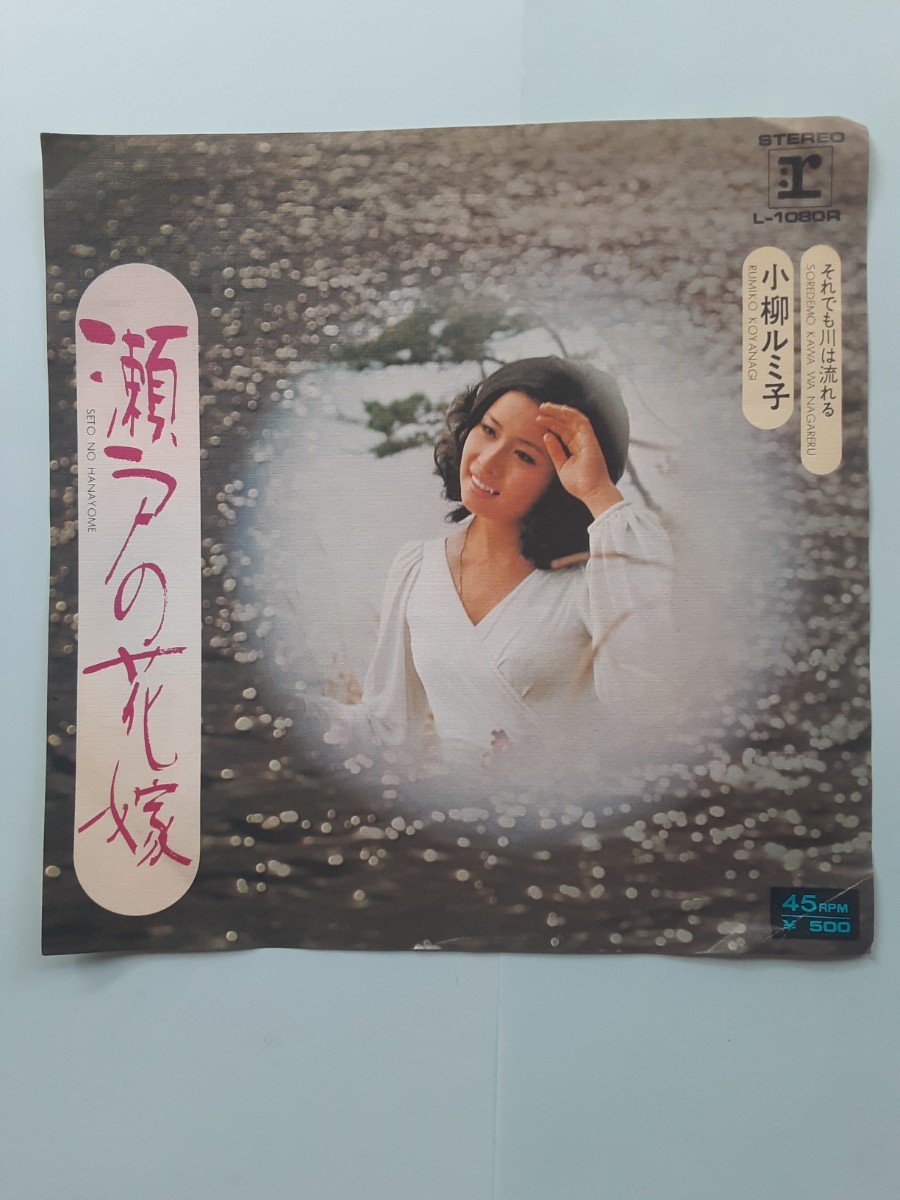 STEREO
r
L-1080R
それでも川は流れる
SOREDEMO KAWA WA NAGARERU
小柳ルミ子
RUMIKO KOYANAGI
瀬戸の花嫁
SETO NO HANAYOME
45RPM
¥ 500